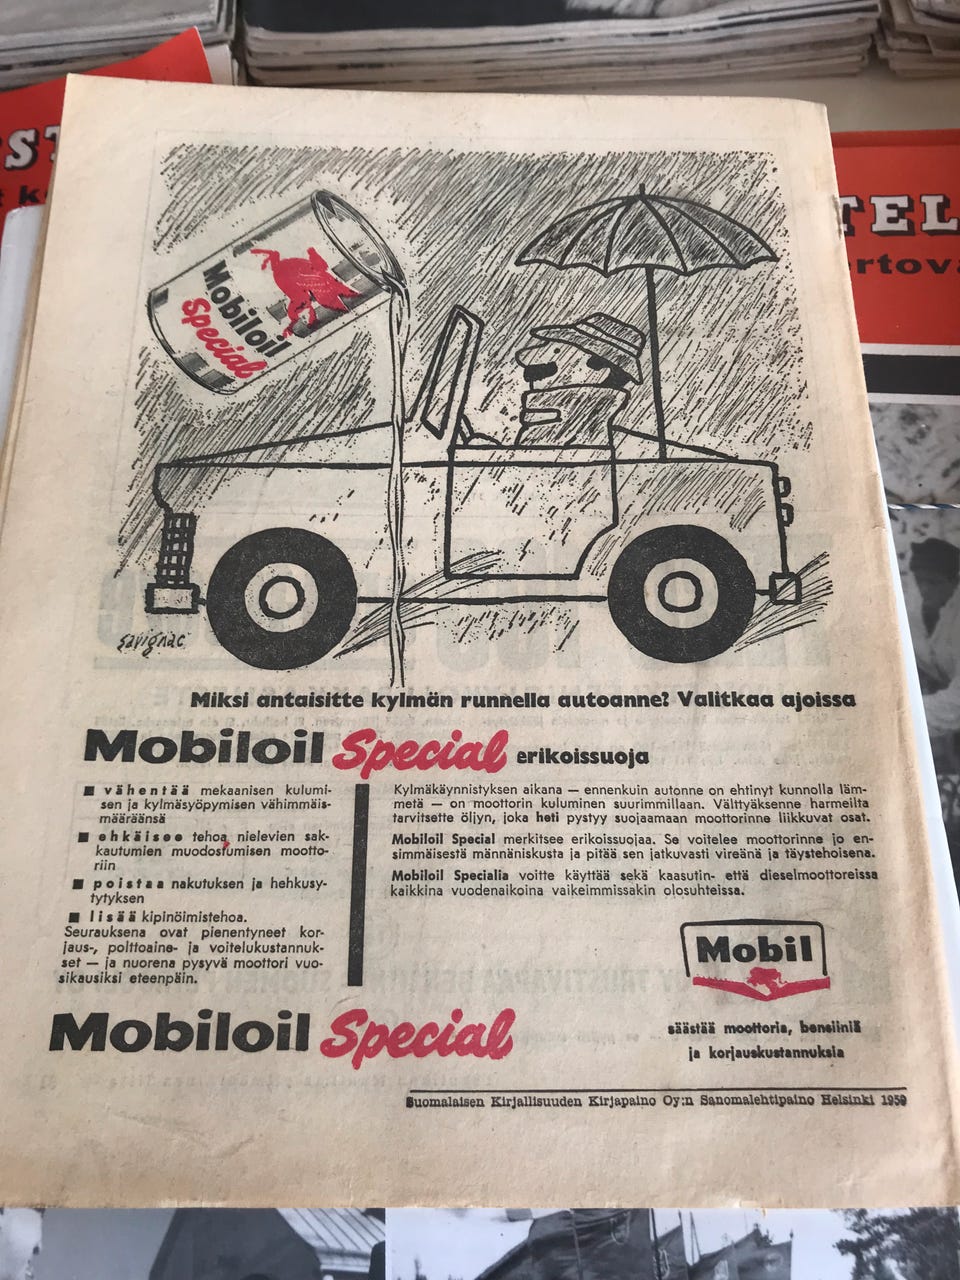 ST
TEL
rtov
Mobiloil
Special
savignac
Miksi antaisitte kylmän runnella autoanne? Valitkaa ajoissa
Mobiloil Special erikoissuoja
■ vähentää mekaanisen kulumi-
sen ja kylmäsyöpymisen vähimmäis-
määräänsä
■ ehkäisee tehoa nielevien sak-
kautumien muodostumisen mootto-
riin
■ poistaa nakutuksen ja hehkusy-
tytyksen
■ lisää kipinöimistehoa.
Seurauksena ovat pienentyneet kor-
jaus-, polttoaine- ja voitelukustannuk-
set — ja nuorena pysyvä moottori vuo-
sikausiksi eteenpäin.
Kylmäkäynnistyksen aikana — ennenkuin autonne on ehtinyt kunnolla läm-
metä — on moottorin kuluminen suurimmillaan. Välttyäksenne harmeilta
tarvitsette öljyn, joka heti pystyy suojaamaan moottorinne liikkuvat osat.
Mobiloil Special merkitsee erikoissuojaa. Se voitelee moottorinne jo en-
simmäisestä männäniskusta ja pitää sen jatkuvasti vireänä ja täystehoisena.
Mobiloil Specialia voitte käyttää sekä kaasutin- että dieselmoottoreissa
kaikkina vuodenaikoina vaikeimmissakin olosuhteissa.
Mobil
säästää moottoria, bensiiniä
ja korjauskustannuksia
Mobiloil Special
Suomalaisen Kirjallisuuden Kirjapaino Oy:n Sanomalehtipaino Helsinki 1959